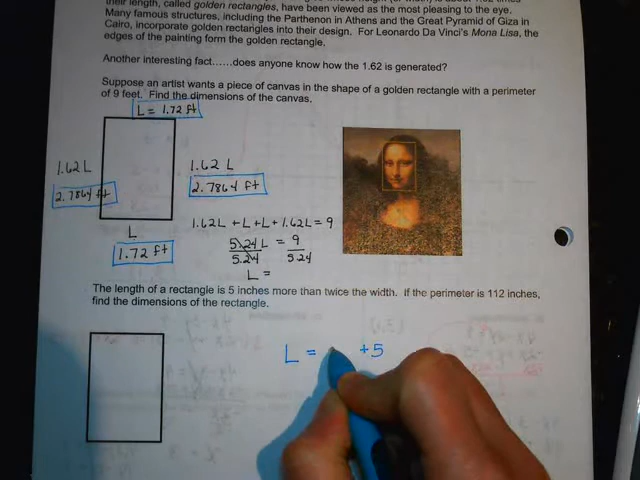 their length, called golden rectangles, have been viewed as the most pleasing to the eye.
Many famous structures, including the Parthenon in Athens and the Great Pyramid of Giza in
Cairo, incorporate golden rectangles into their design. For Leonardo Da Vinci's Mona Lisa, the
edges of the painting form the golden rectangle.
Another interesting fact……does anyone know how the 1.62 is generated?
Suppose an artist wants a piece of canvas in the shape of a golden rectangle with a perimeter
of 9 feet. Find the dimensions of the canvas.
L = 1.72 ft
1.62 L
2.7864 ft
1.62 L
2.7864 ft
L
1.72 ft
1.62L + L + L + 1.62L = 9
5.24 L = 9
5.24 5.24
L =
The length of a rectangle is 5 inches more than twice the width. If the perimeter is 112 inches,
find the dimensions of the rectangle.
L = +5